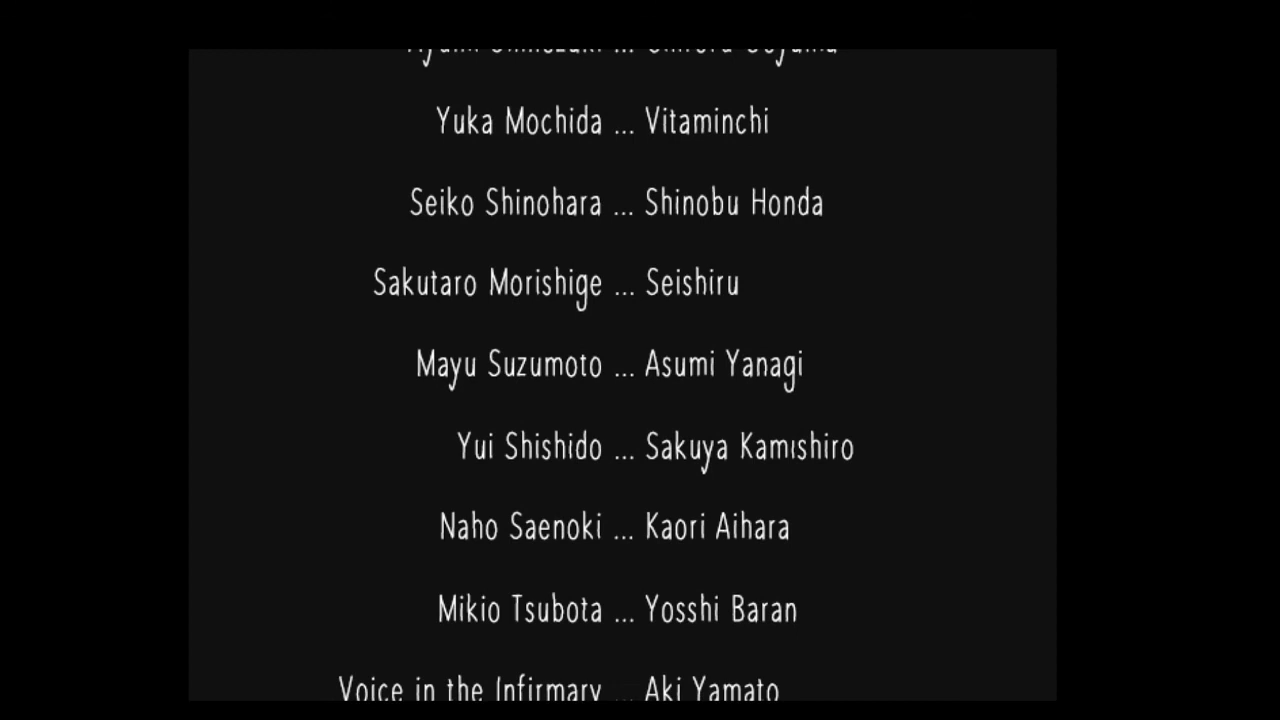 Yuka Mochida ... Vitaminchi
Seiko Shinohara ... Shinobu Honda
Sakutaro Morishige ... Seishiru
Mayu Suzumoto ... Asumi Yanagi
Yui Shishido ... Sakuya Kamishiro
Naho Saenoki ... Kaori Aihara
Mikio Tsubota ... Yosshi Baran
Voice in the Infirmary ... Aki Yamato